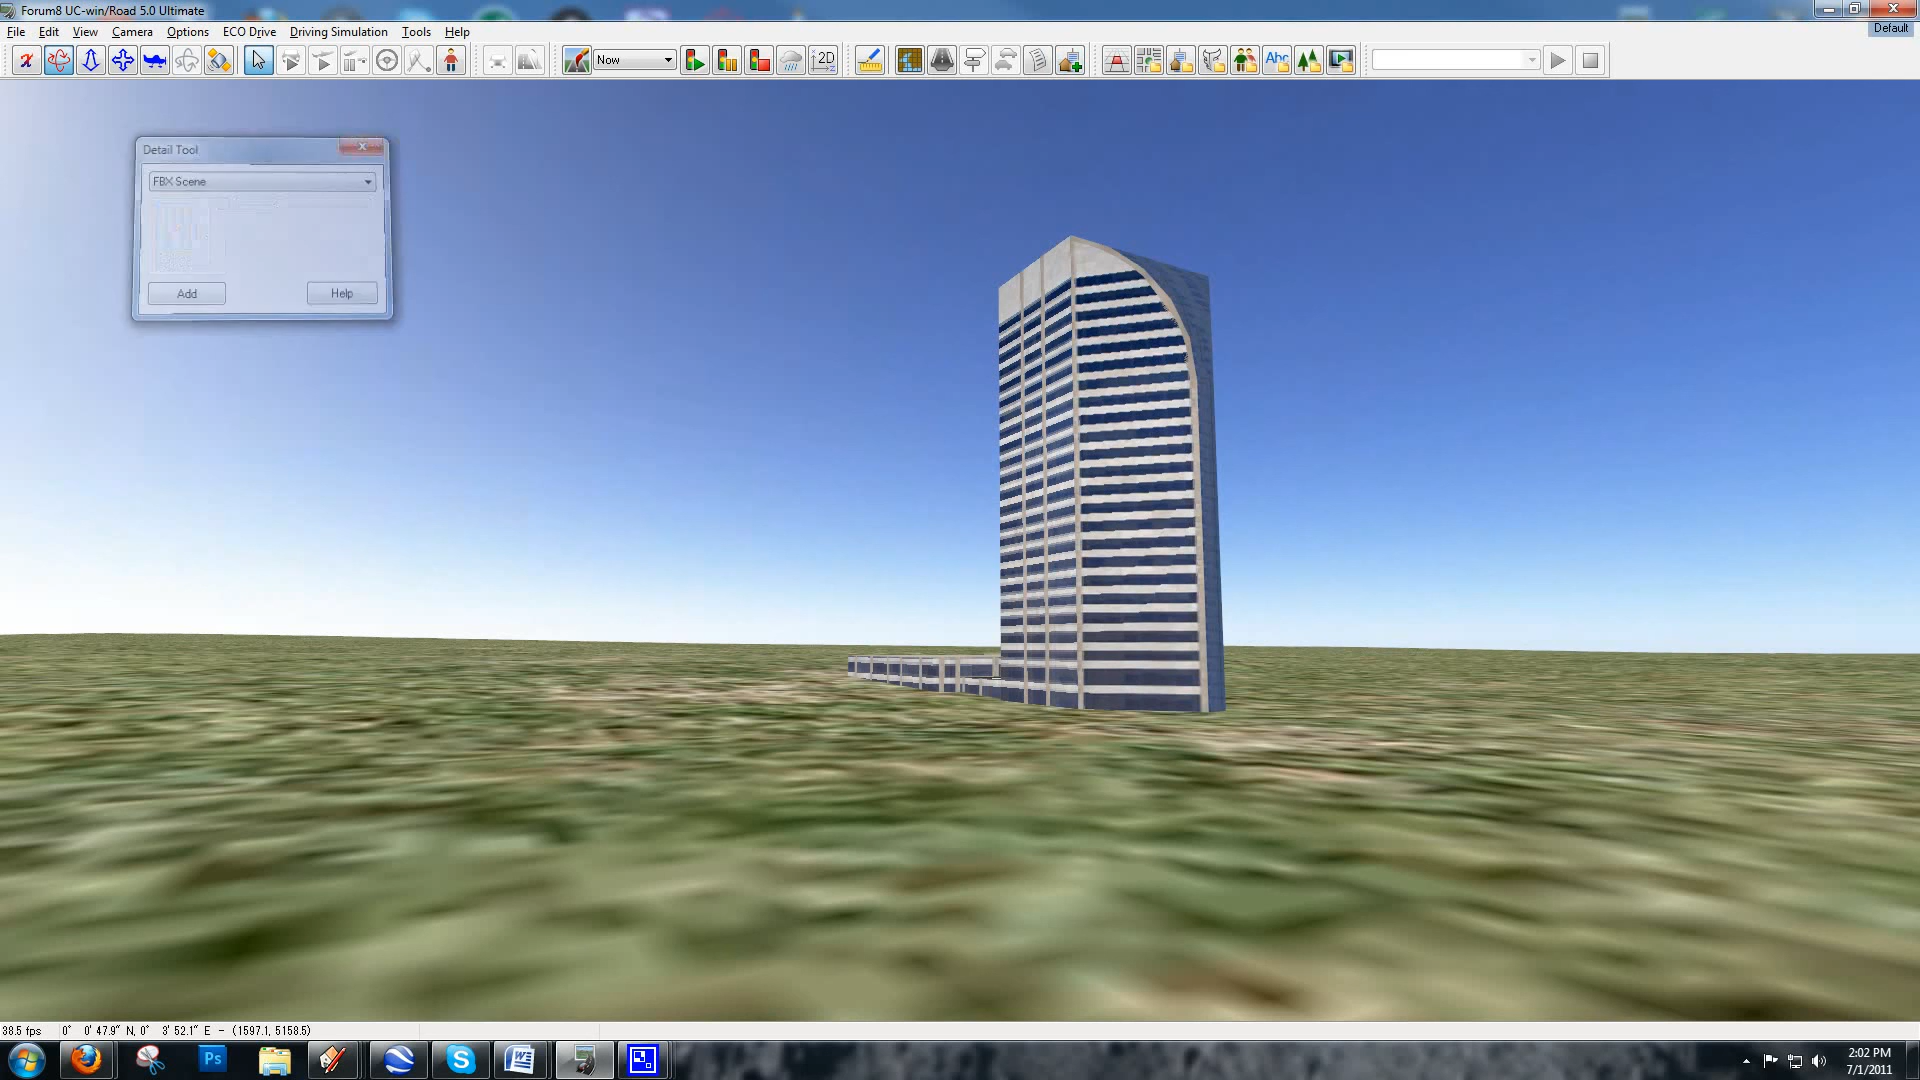 Forum8 UC-win/Road 5.0 Ultimate
File Edit View Camera Options ECO Drive Driving Simulation Tools Help
Default
Now
2D
Abc
Detail Tool
FBX Scene
Add Help
38.5 fps 0° 0' 47.9" N, 0° 3' 52.1" E - (1597.1, 5158.5)
Ps
2:02 PM
7/1/2011